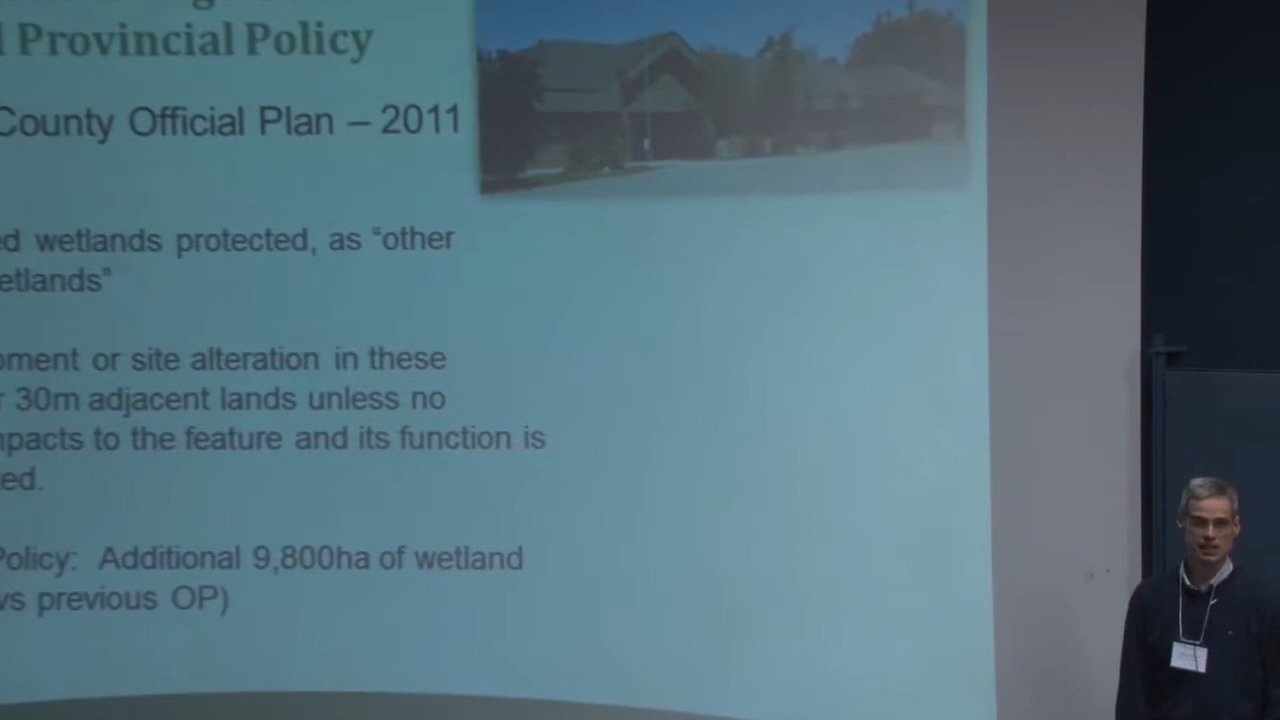 Provincial Policy
County Official Plan – 2011
wetlands protected, as “other
etlands”
pment or site alteration in these
30m adjacent lands unless no
mpacts to the feature and its function is
ed.
Policy: Additional 9,800ha of wetland
vs previous OP)